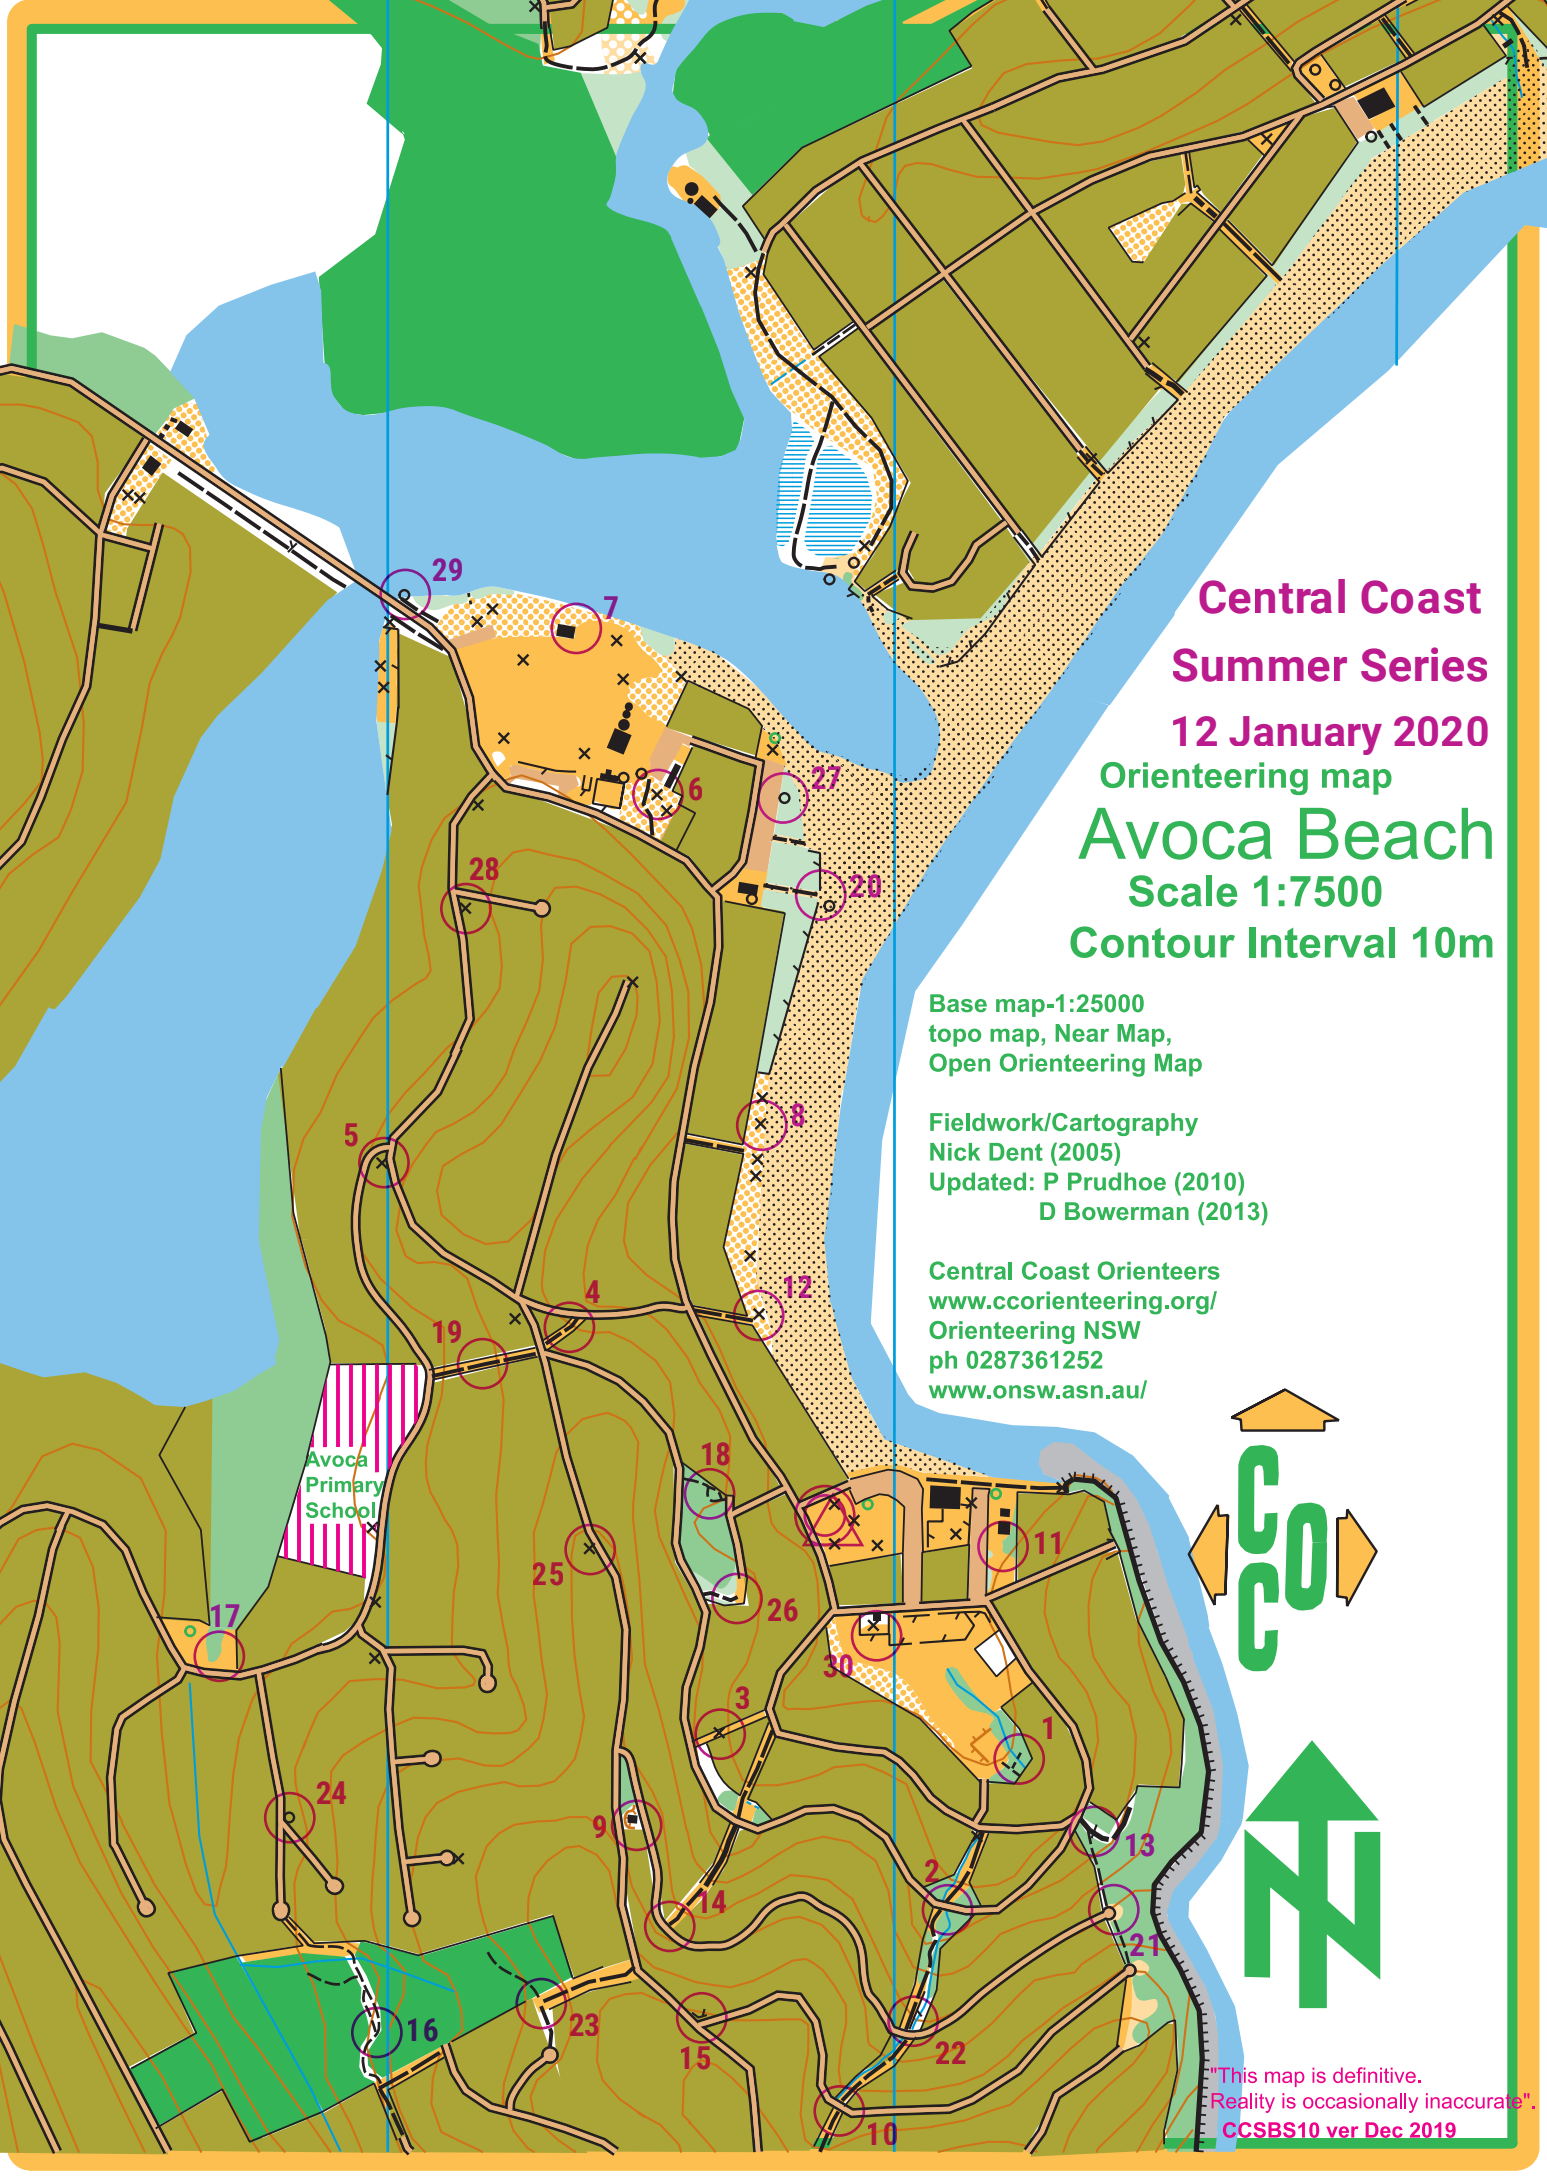 Central Coast
Summer Series
12 January 2020
Orienteering map
Avoca Beach
Scale 1:7500
Contour Interval 10m
Base map-1:25000
topo map, Near Map,
Open Orienteering Map
Fieldwork/Cartography
Nick Dent (2005)
Updated: P Prudhoe (2010)
D Bowerman (2013)
Central Coast Orienteers
www.ccorienteering.org/
Orienteering NSW
ph 0287361252
www.onsw.asn.au/
29
7
6
27
28
20
8
5
4
12
19
18
Avoca
Primary
School
11
25
26
17
30
3
1
24
9
13
2
14
21
16
23
15
22
10
C
C
O
N
"This map is definitive.
Reality is occasionally inaccurate".
CCSBS10 ver Dec 2019